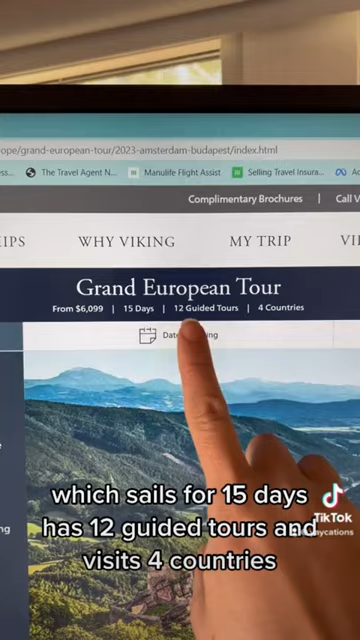 ope/grand-european-tour/2023-amsterdam-budapest/index.html
The Travel Agent N...
Manulife Flight Assist
Selling Travel Insura...
Complimentary Brochures | Call V
IPS
WHY VIKING
MY TRIP
Grand European Tour
From $6,099 | 15 Days | 12 Guided Tours | 4 Countries
which sails for 15 days
has 12 guided tours and
visits 4 countries
TikTok